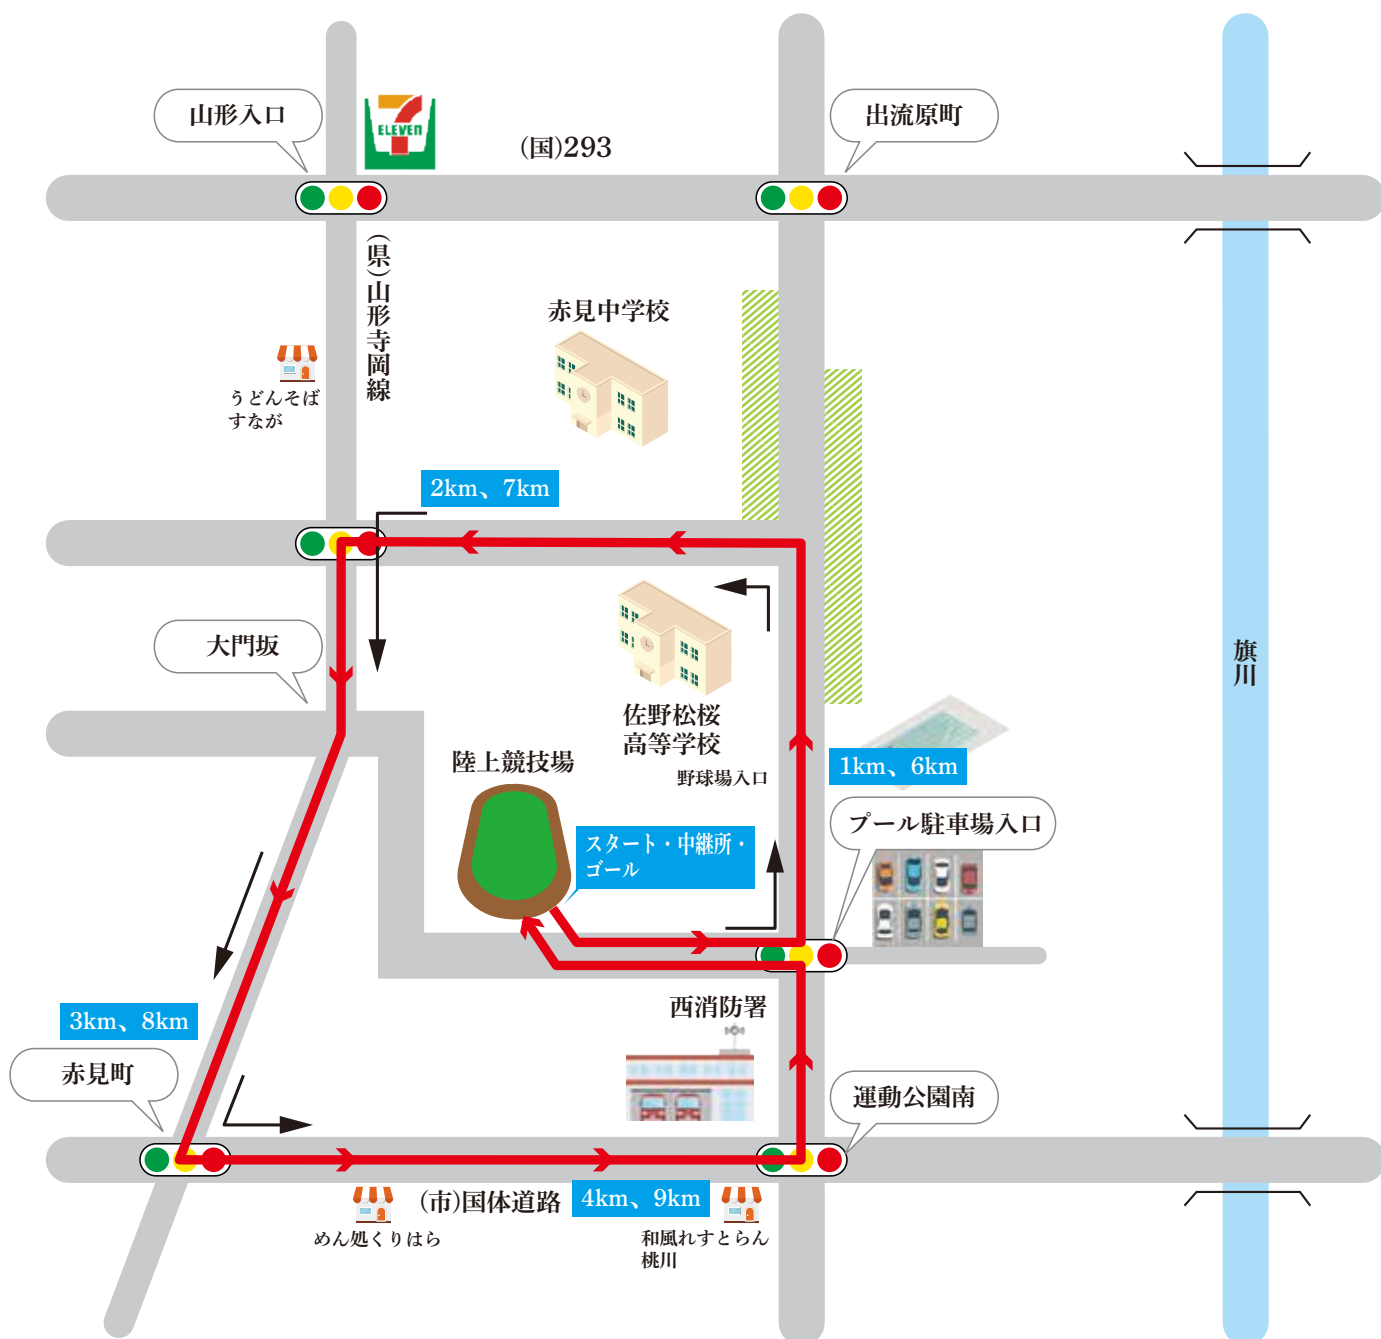 山形入口
7
ELEVEn
(国)293
出流原町
(県)山形寺岡線
赤見中学校
うどんそば
すなが
2km、7km
大門坂
佐野松桜
高等学校
野球場入口
旗川
陸上競技場
1km、6km
スタート・中継所・
ゴール
プール駐車場入口
3km、8km
赤見町
西消防署
運動公園南
めん処くりはら
(市)国体道路
4km、9km
和風れすとらん
桃川